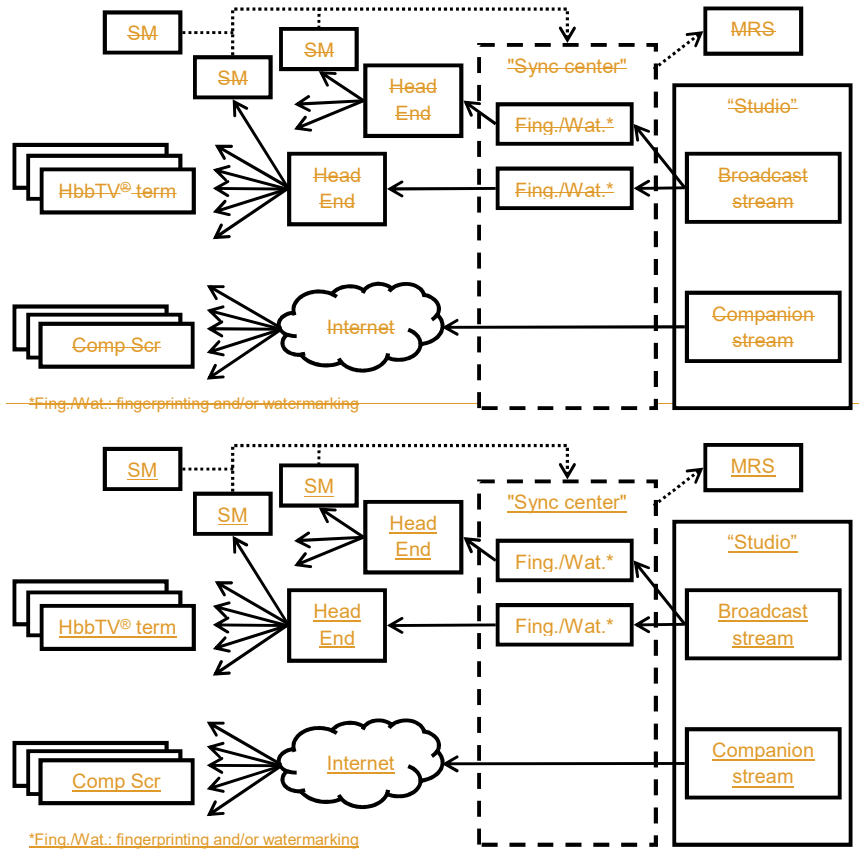 SM
MRS
SM
SM
"Sync center"
Head
End
“Studio”
Fing./Wat.*
HbbTV® term
Head
End
Fing./Wat.*
Broadcast
stream
Comp Scr
Internet
Companion
stream
*Fing./Wat.: fingerprinting and/or watermarking
SM
MRS
SM
SM
"Sync center"
Head
End
“Studio”
Fing./Wat.*
HbbTV® term
Head
End
Fing./Wat.*
Broadcast
stream
Comp Scr
Internet
Companion
stream
*Fing./Wat.: fingerprinting and/or watermarking